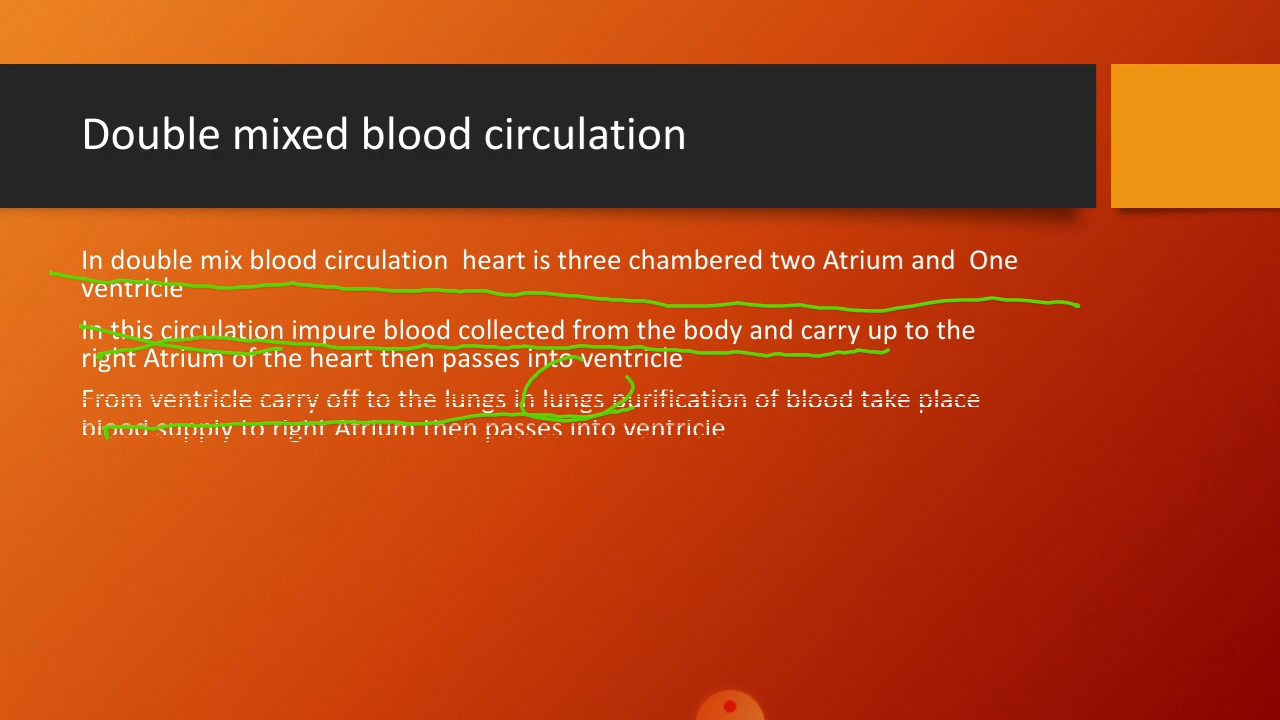 Double mixed blood circulation
In double mix blood circulation  heart is three chambered two Atrium and  One
ventricle
In this circulation impure blood collected from the body and carry up to the
right Atrium of the heart then passes into ventricle
From ventricle carry off to the lungs in lungs purification of blood take place
blood supply to right Atrium then passes into ventricle